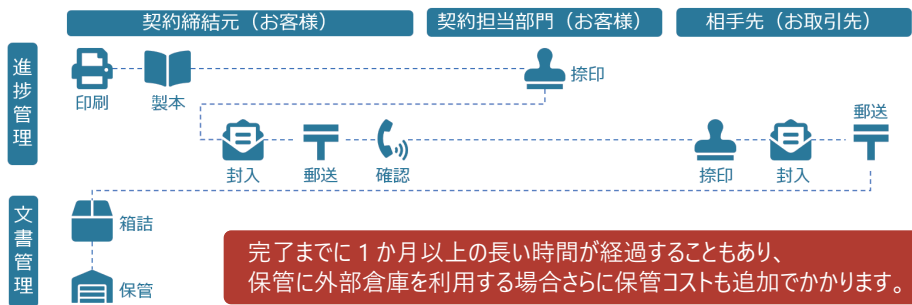 契約締結元（お客様）
契約担当部門（お客様）
相手先（お取引先）
進捗管理
印刷
製本
捺印
封入
郵送
確認
捺印
封入
郵送
文書管理
箱詰
保管
完了までに１か月以上の長い時間が経過することもあり、
保管に外部倉庫を利用する場合さらに保管コストも追加でかかります。